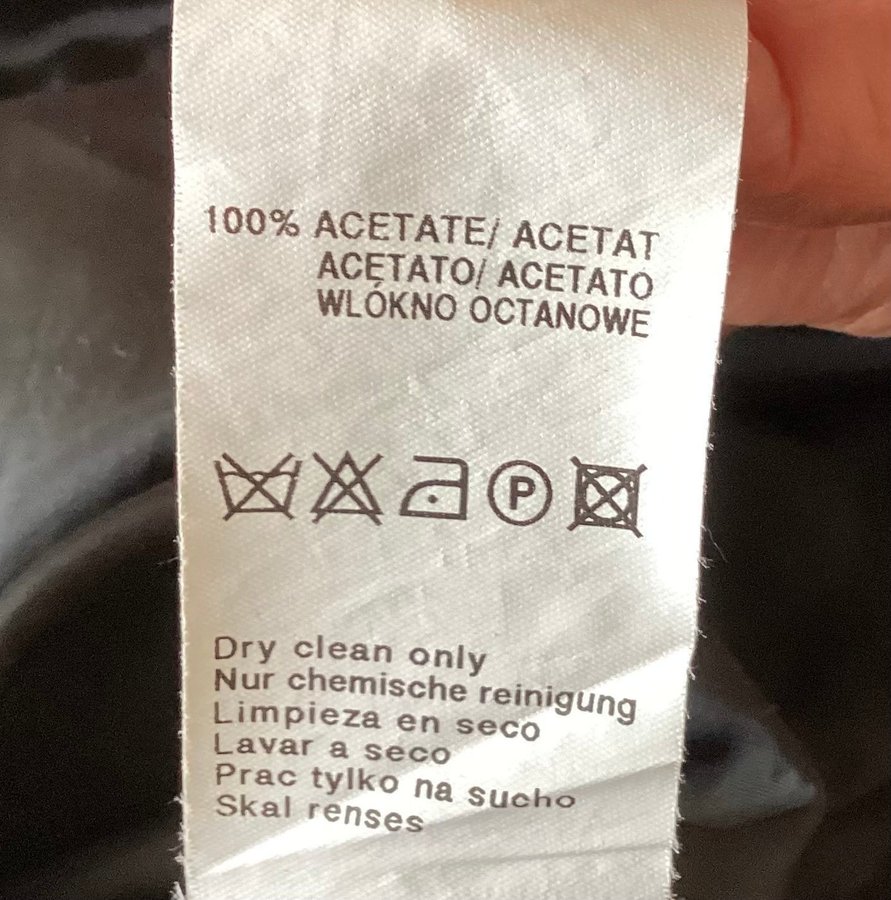 100% ACETATE/ ACETAT
ACETATO/ ACETATO
WLÓKNO OCTANOWE
P
Dry clean only
Nur chemische reinigung
Limpieza en seco
Lavar a seco
Prac tylko na sucho
Skal renses